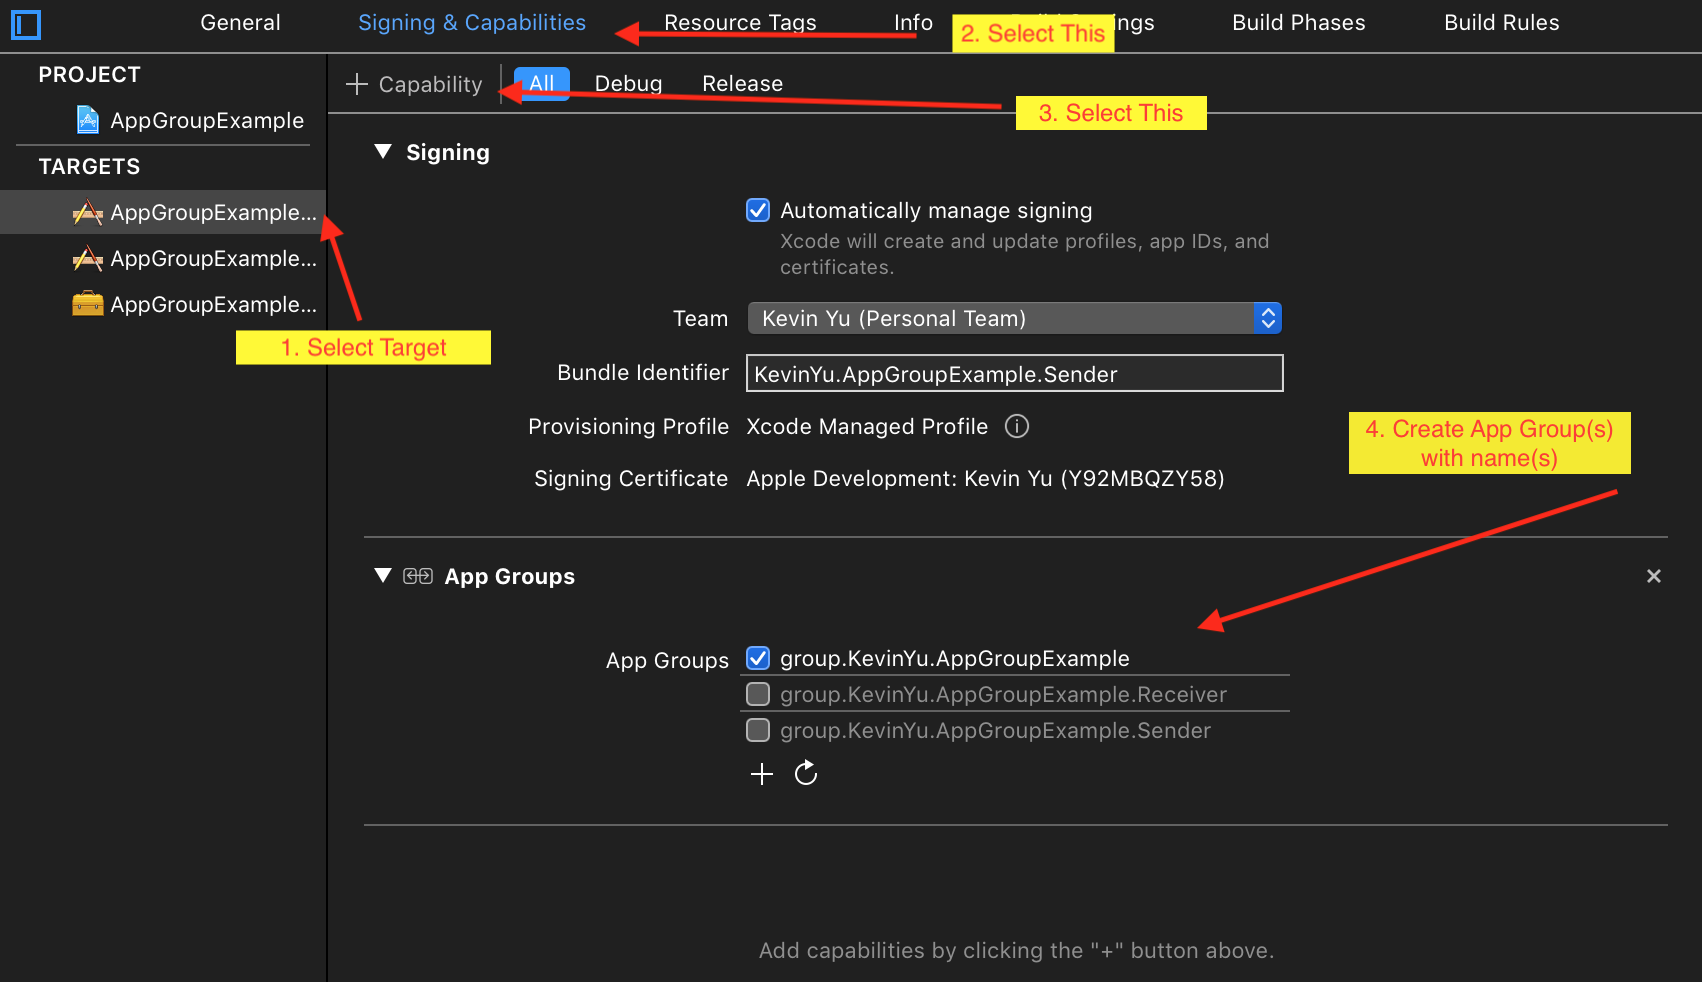 General Signing & Capabilities Resource Tags Info ngs Build Phases Build Rules
2. Select This
PROJECT
AppGroupExample
TARGETS
AppGroupExample...
AppGroupExample...
AppGroupExample...
1. Select Target
+ Capability All Debug Release
3. Select This
Signing
Automatically manage signing
Xcode will create and update profiles, app IDs, and
certificates.
Team Kevin Yu (Personal Team)
Bundle Identifier KevinYu.AppGroupExample.Sender
Provisioning Profile Xcode Managed Profile
Signing Certificate Apple Development: Kevin Yu (Y92MBQZY58)
4. Create App Group(s)
with name(s)
App Groups
App Groups group.KevinYu.AppGroupExample
group.KevinYu.AppGroupExample.Receiver
group.KevinYu.AppGroupExample.Sender
Add capabilities by clicking the "+" button above.